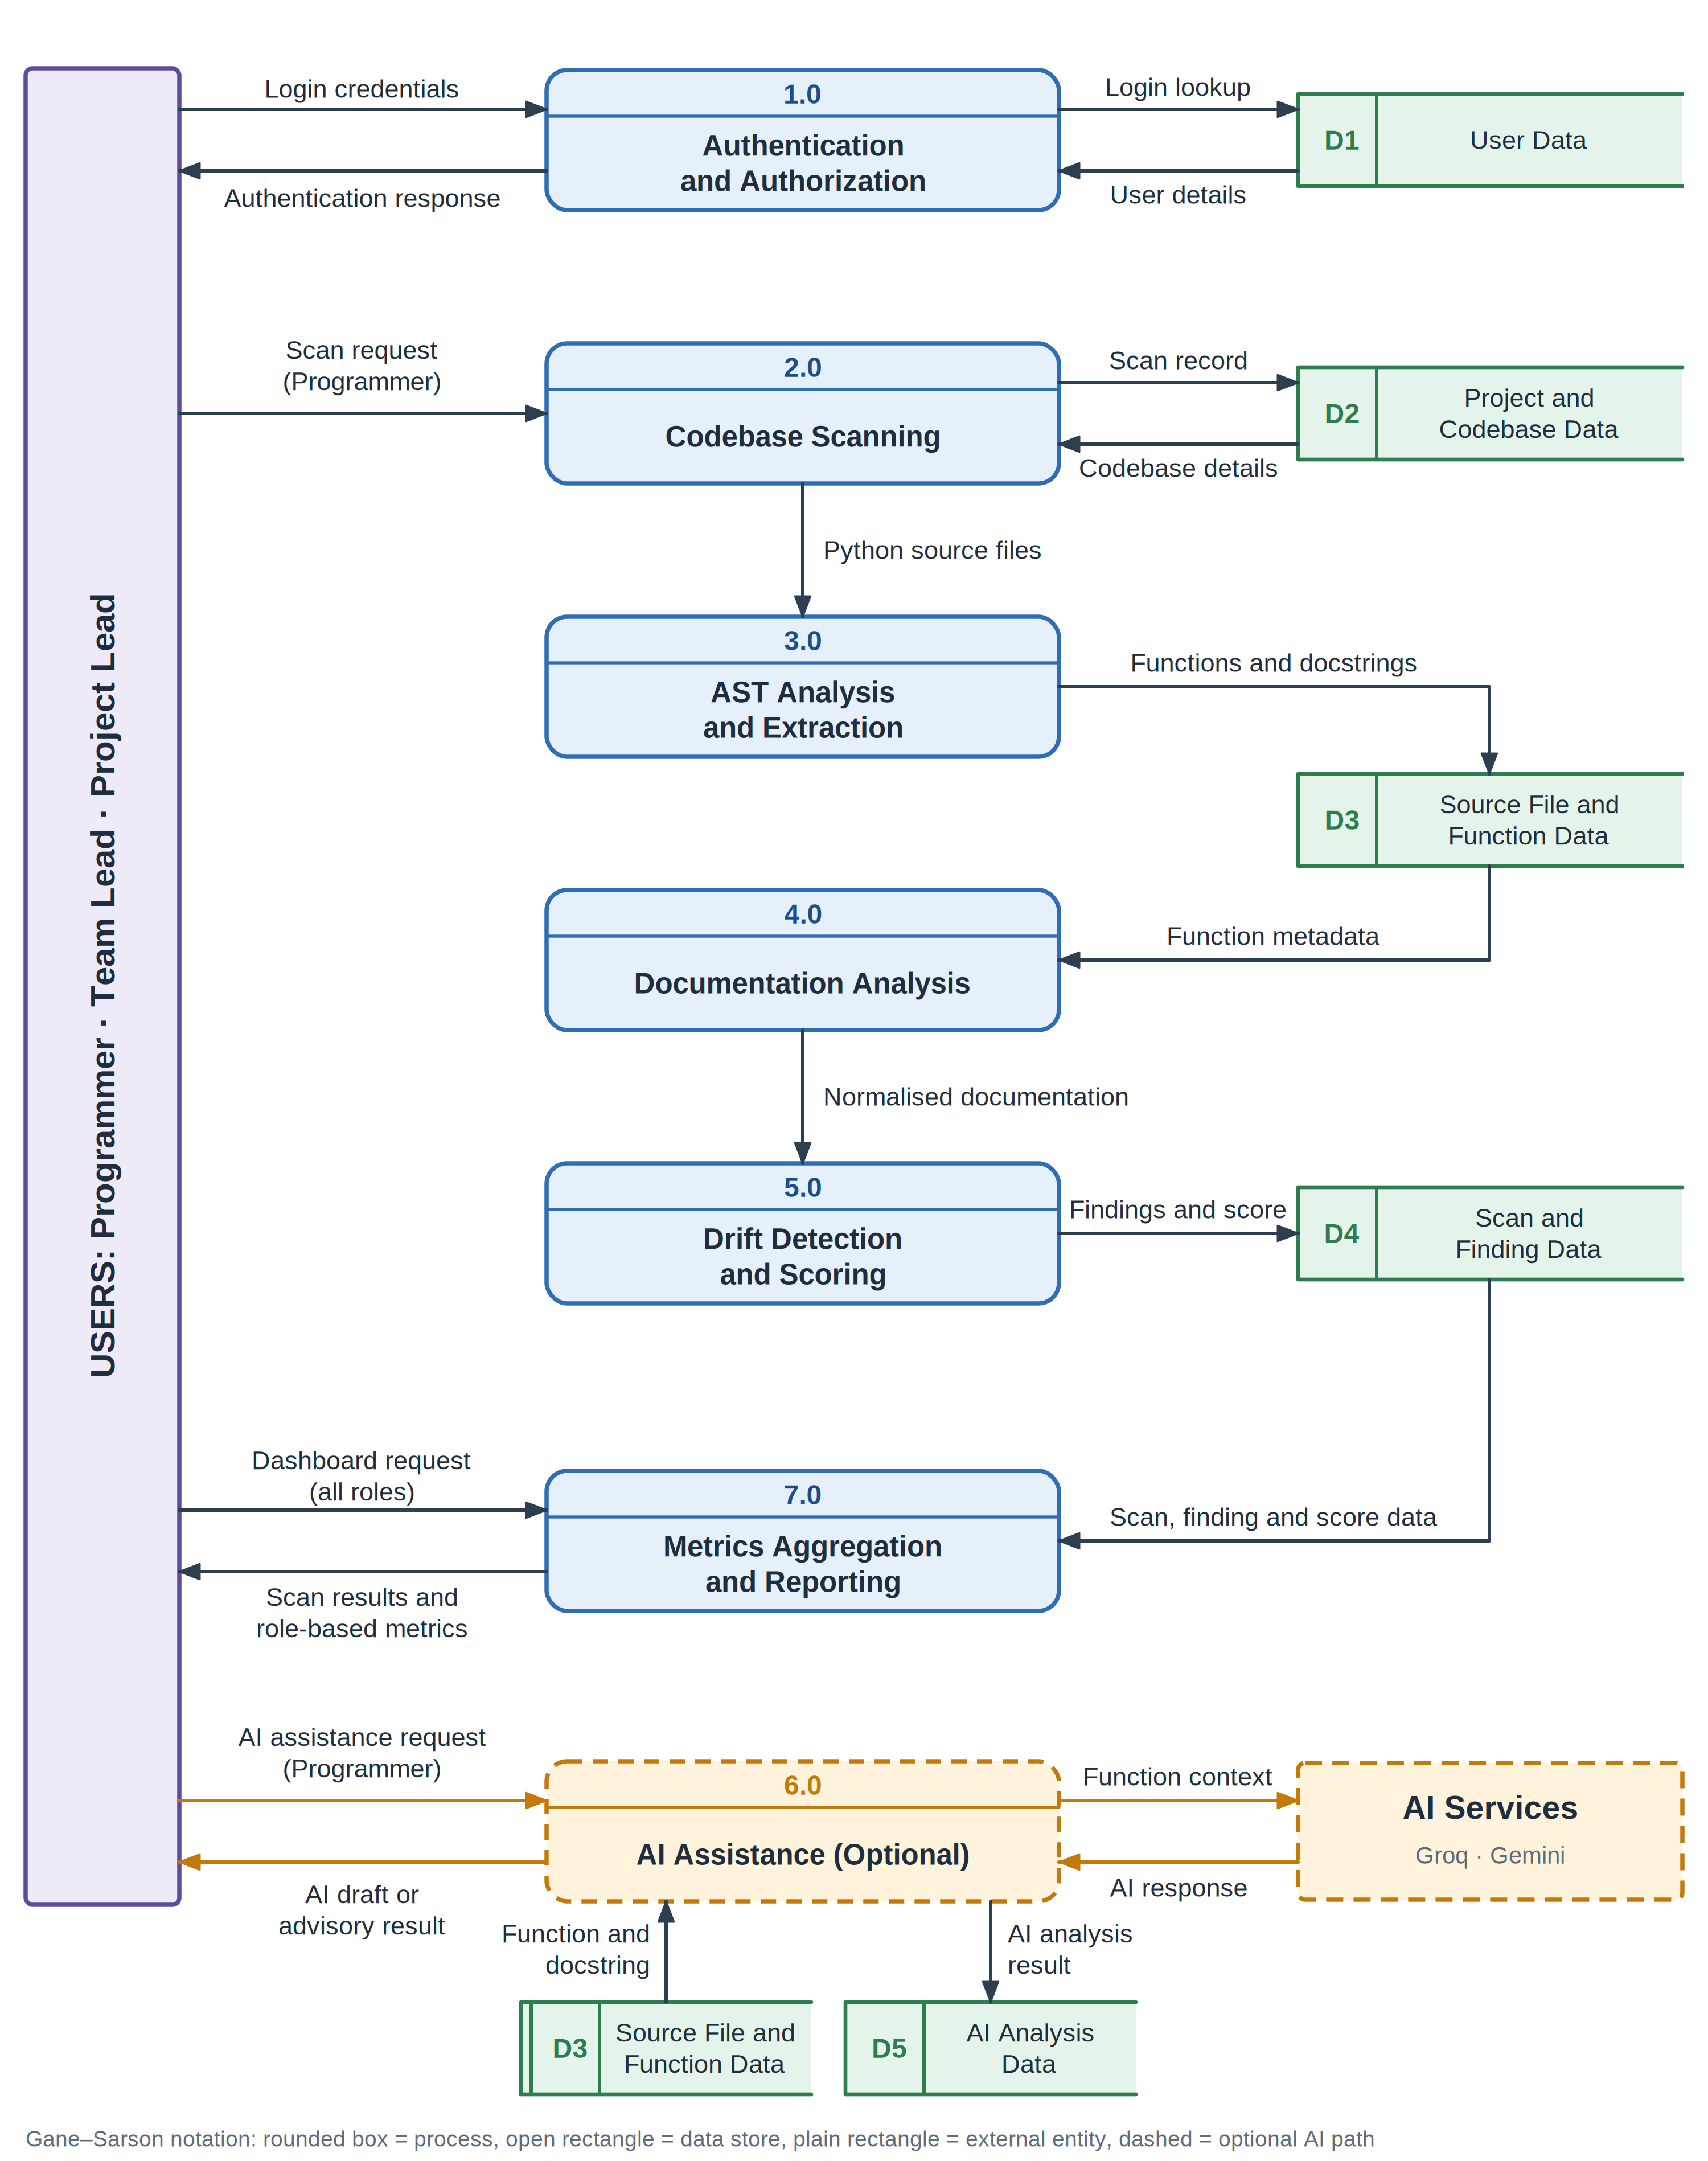 Login credentials
1.0
Login lookup
Authentication
and Authorization
D1
User Data
Authentication response
User details
Scan request
(Programmer)
2.0
Scan record
Codebase Scanning
D2
Project and
Codebase Data
Codebase details
Python source files
USERS: Programmer · Team Lead · Project Lead
3.0
Functions and docstrings
AST Analysis
and Extraction
D3
Source File and
Function Data
4.0
Function metadata
Documentation Analysis
Normalised documentation
5.0
Findings and score
Drift Detection
and Scoring
D4
Scan and
Finding Data
Dashboard request
(all roles)
7.0
Scan, finding and score data
Metrics Aggregation
and Reporting
Scan results and
role-based metrics
AI assistance request
(Programmer)
6.0
Function context
AI Services
Groq · Gemini
AI Assistance (Optional)
AI response
AI draft or
advisory result
Function and
docstring
AI analysis
result
D3
Source File and
Function Data
D5
AI Analysis
Data
Gane–Sarson notation: rounded box = process, open rectangle = data store, plain rectangle = external entity, dashed = optional AI path